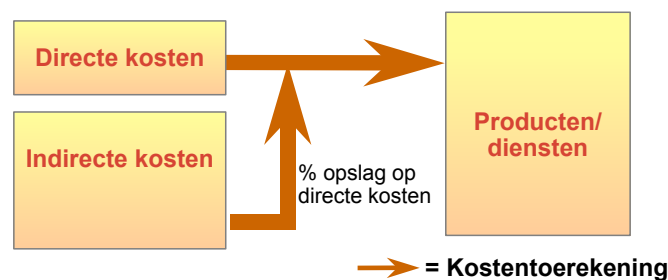 Directe kosten
Indirecte kosten
% opslag op
directe kosten
Producten/
diensten
= Kostentoerekening